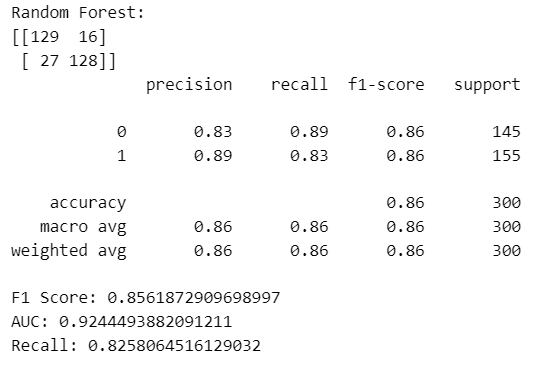 Random Forest:
[[129  16]
 [ 27 128]]
              precision    recall  f1-score   support

           0       0.83      0.89      0.86       145
           1       0.89      0.83      0.86       155

    accuracy                           0.86       300
   macro avg       0.86      0.86      0.86       300
weighted avg       0.86      0.86      0.86       300

F1 Score: 0.8561872909698997
AUC: 0.9244493882091211
Recall: 0.8258064516129032